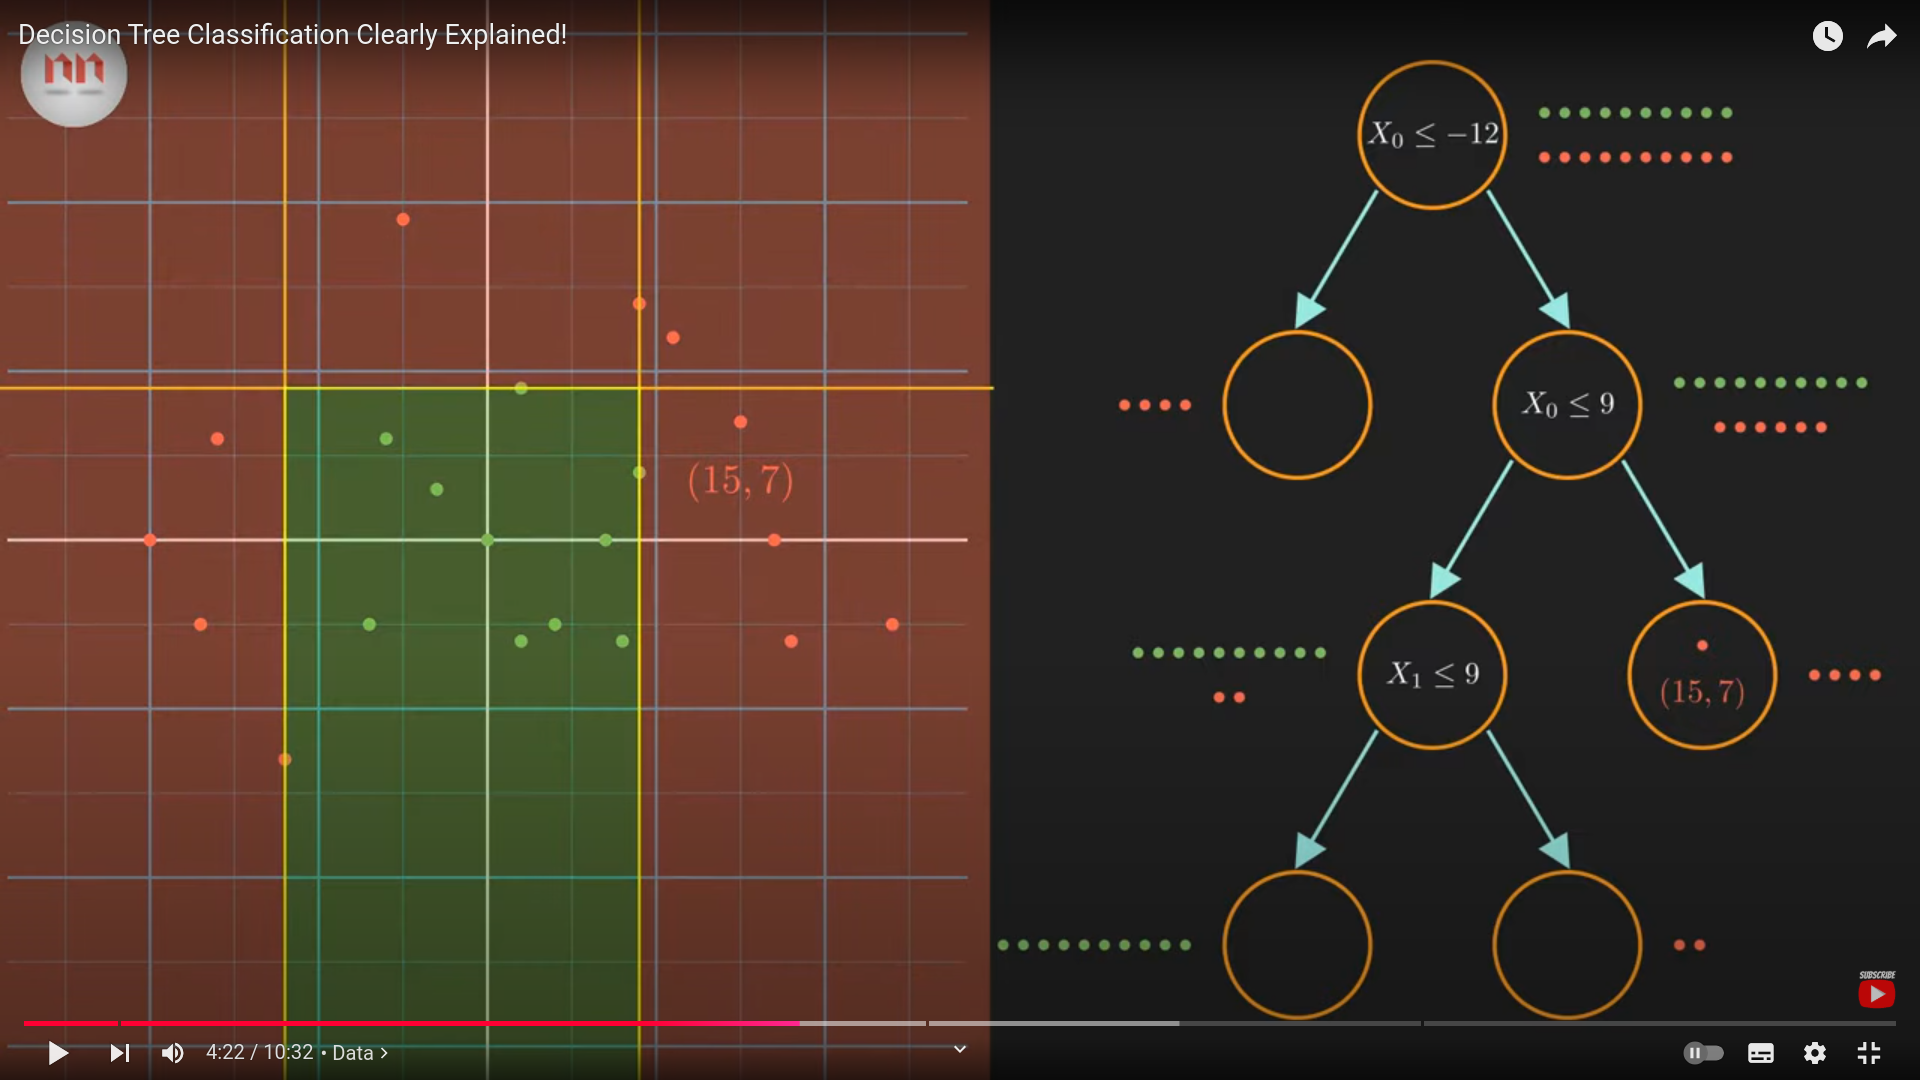 Decision Tree Classification Clearly Explained!
nn
X₀ ≤ −12
X₀ ≤ 9
(15, 7)
X₁ ≤ 9
(15, 7)
SUBSCRIBE
4:22 / 10:32 • Data ›